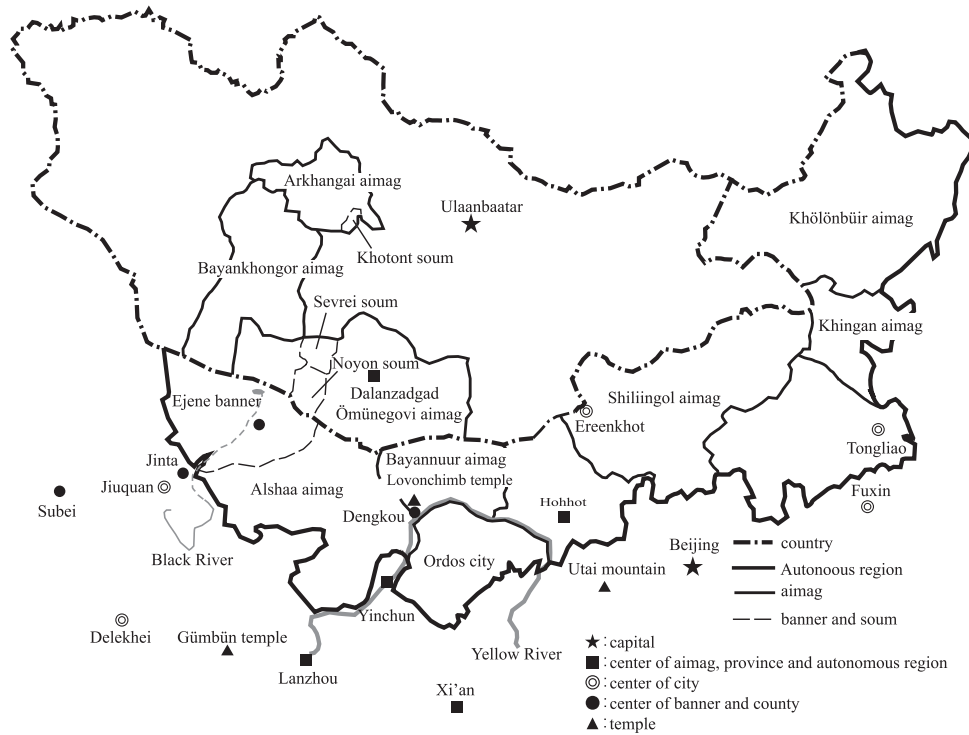 Arkhangai aimag
Ulaanbaatar
Khölönbüir aimag
Khotont soum
Bayankhongor aimag
Sevrei soum
Khingan aimag
Noyon soum
Dalanzadgad
Ömünegovi aimag
Ejene banner
Shiliingol aimag
Ereenkhot
Tongliao
Bayannuur aimag
Lovonchimb temple
Jinta
Jiuquan
Alshaa aimag
Subei
Dengkou
Hohhot
Fuxin
Black River
Ordos city
Utai mountain
Beijing
country
Autonoous region
aimag
banner and soum
Yinchun
Delekhei
Gümbün temple
Lanzhou
Yellow River
Xi'an
★ : capital
■ : center of aimag, province and autonomous region
◎ : center of city
● : center of banner and county
▲ : temple